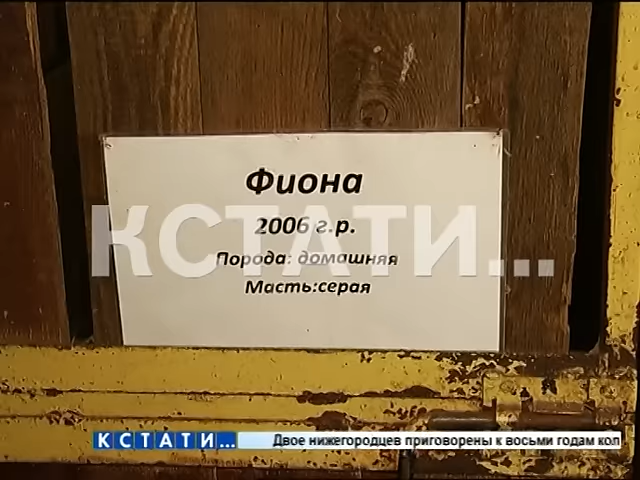 Фиона
2006 г.р.
КСТАТИ...
Порода: домашняя
Масть:серая
КСТАТИ...
Двое нижегородцев приговорены к восьми годам кол